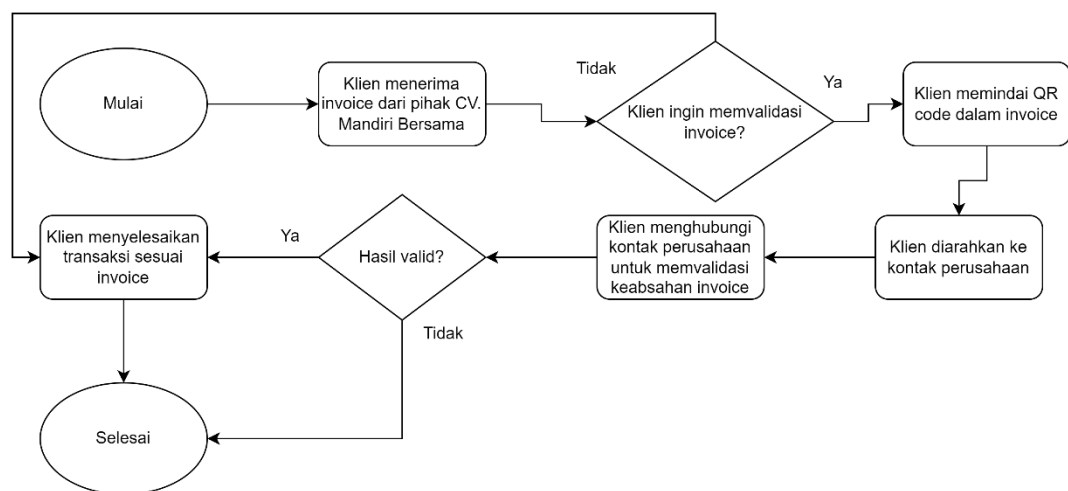 Mulai
Klien menerima
invoice dari pihak CV.
Mandiri Bersama
Tidak
Klien ingin memvalidasi
invoice?
Ya
Klien memindai QR
code dalam invoice
Klien diarahkan ke
kontak perusahaan
Klien menghubungi
kontak perusahaan
untuk memvalidasi
keabsahan invoice
Hasil valid?
Ya
Klien menyelesaikan
transaksi sesuai
invoice
Tidak
Selesai